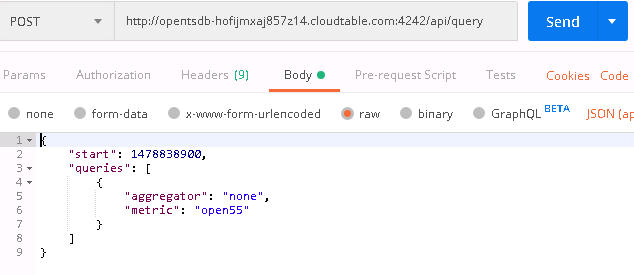 POST http://opentsdb-hofijmxaj857z14.cloudtable.com:4242/api/query Send
Params Authorization Headers (9) Body Pre-request Script Tests Cookies Code
none form-data x-www-form-urlencoded raw binary GraphQL BETA JSON (ap
1 {
2 "start": 1478838900,
3 "queries": [
4 {
5 "aggregator": "none",
6 "metric": "open55"
7 }
8 ]
9 }